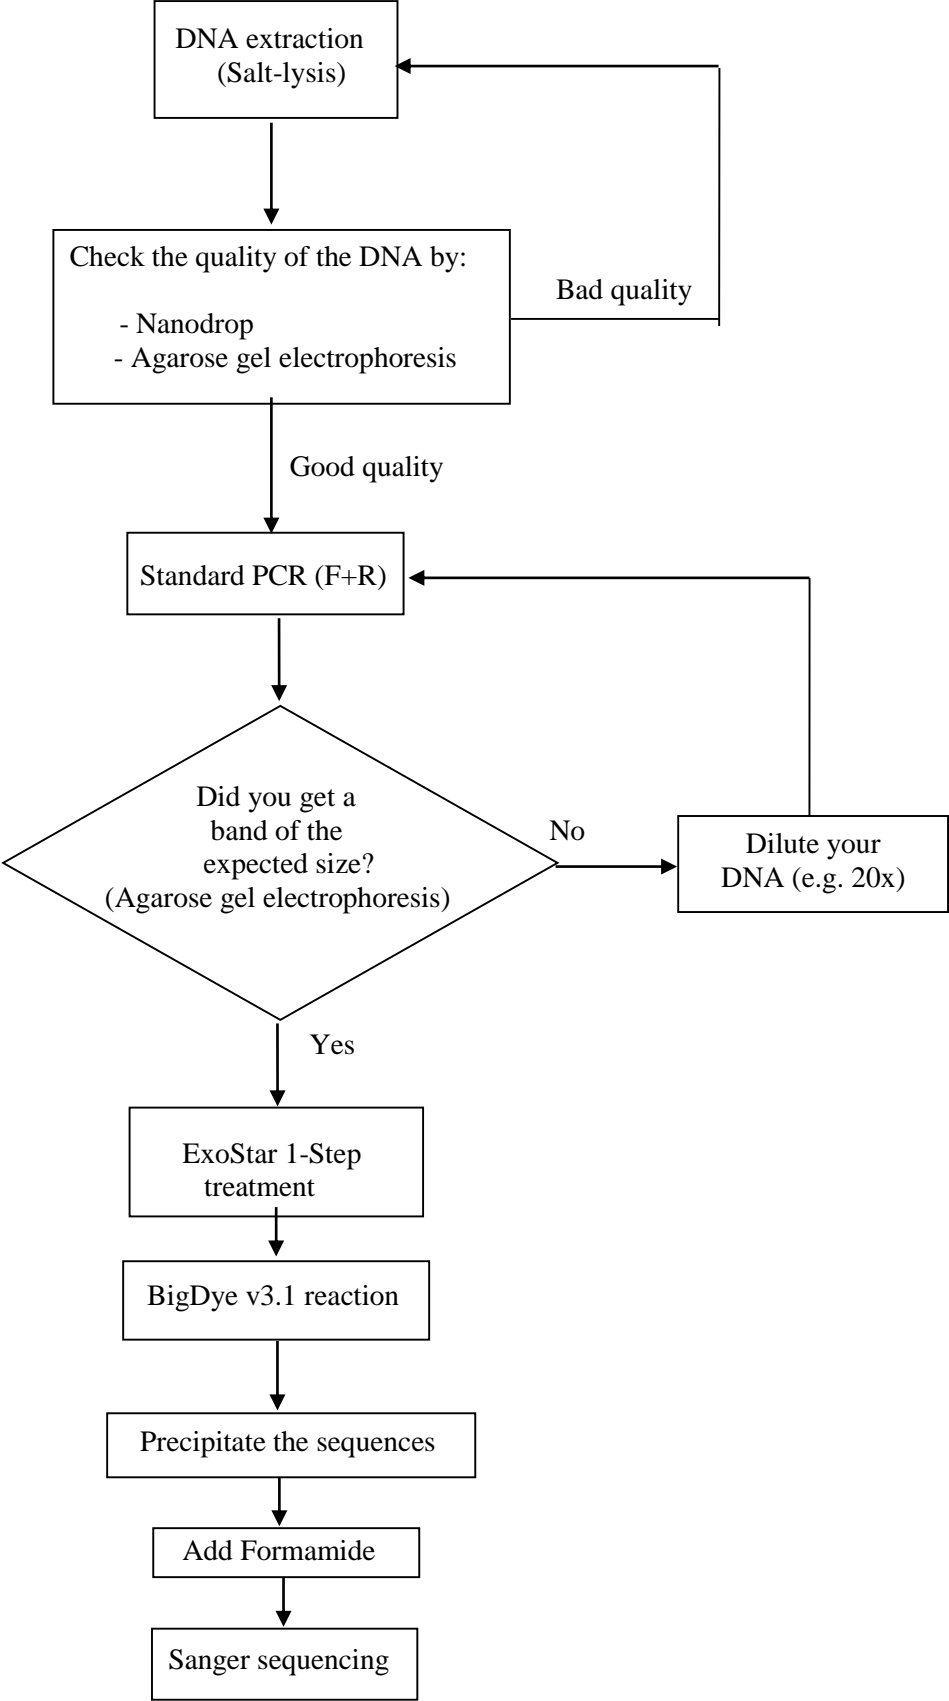 DNA extraction
(Salt-lysis)
Check the quality of the DNA by:
Bad quality
- Nanodrop
- Agarose gel electrophoresis
Good quality
Standard PCR (F+R)
Did you get a
band of the
expected size?
(Agarose gel electrophoresis)
No
Dilute your
DNA (e.g. 20x)
Yes
ExoStar 1-Step
treatment
BigDye v3.1 reaction
Precipitate the sequences
Add Formamide
Sanger sequencing